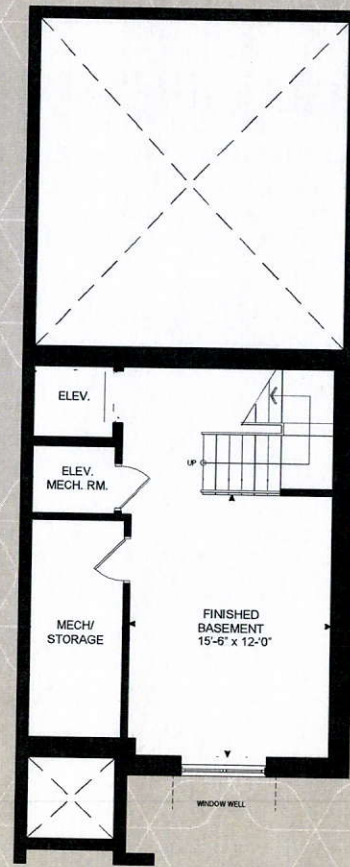 ELEV.
UP
ELEV.
MECH. RM.
MECH/
STORAGE
FINISHED
BASEMENT
15'-6" x 12'-0"
WINDOW WELL